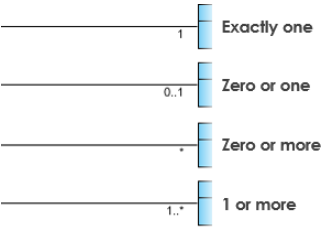 1 Exactly one
0..1 Zero or one
* Zero or more
1..* 1 or more